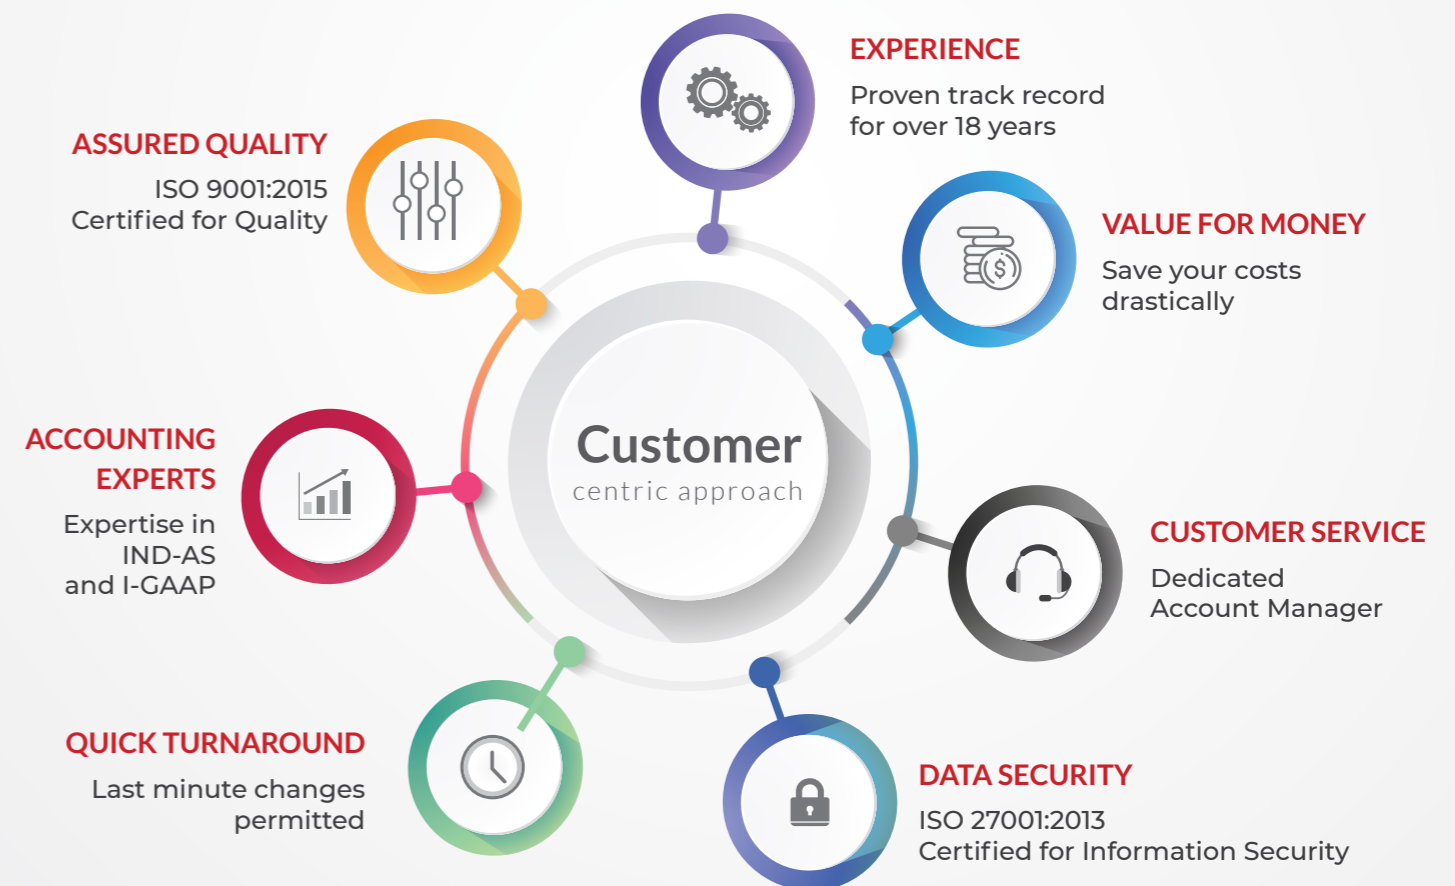 EXPERIENCE
Proven track record
for over 18 years
ASSURED QUALITY
ISO 9001:2015
Certified for Quality
VALUE FOR MONEY
Save your costs
drastically
$
Customer
centric approach
ACCOUNTING
EXPERTS
Expertise in
IND-AS
and I-GAAP
CUSTOMER SERVICE
Dedicated
Account Manager
QUICK TURNAROUND
Last minute changes
permitted
DATA SECURITY
ISO 27001:2013
Certified for Information Security